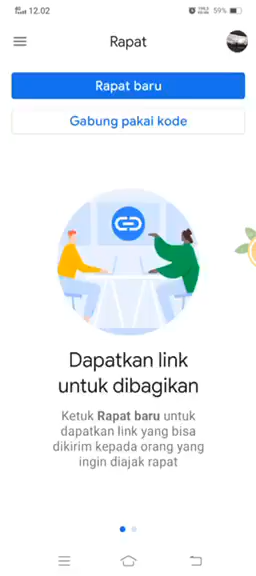 12.02
59%
Rapat
Rapat baru
Gabung pakai kode
Dapatkan link
untuk dibagikan
Ketuk Rapat baru untuk
dapatkan link yang bisa
dikirim kepada orang yang
ingin diajak rapat